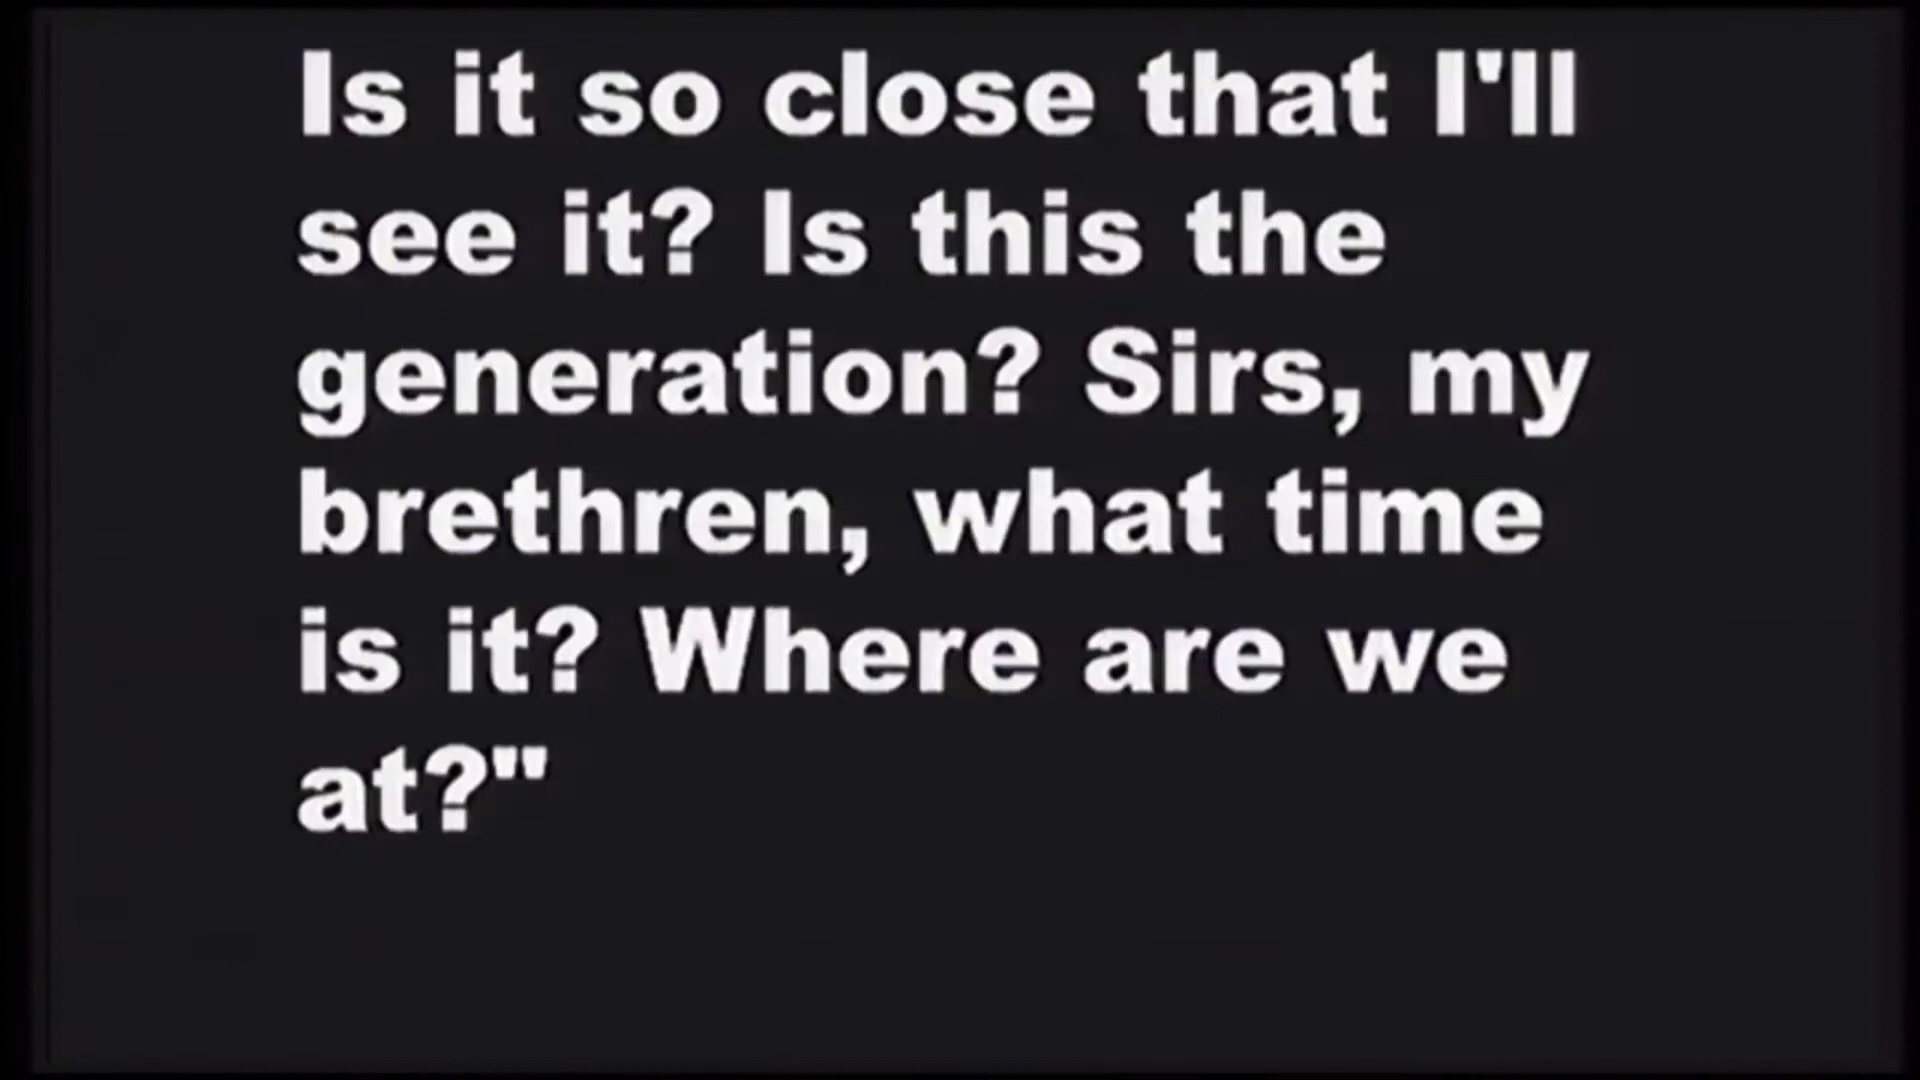 Is it so close that I'll
see it? Is this the
generation? Sirs, my
brethren, what time
is it? Where are we
at?"